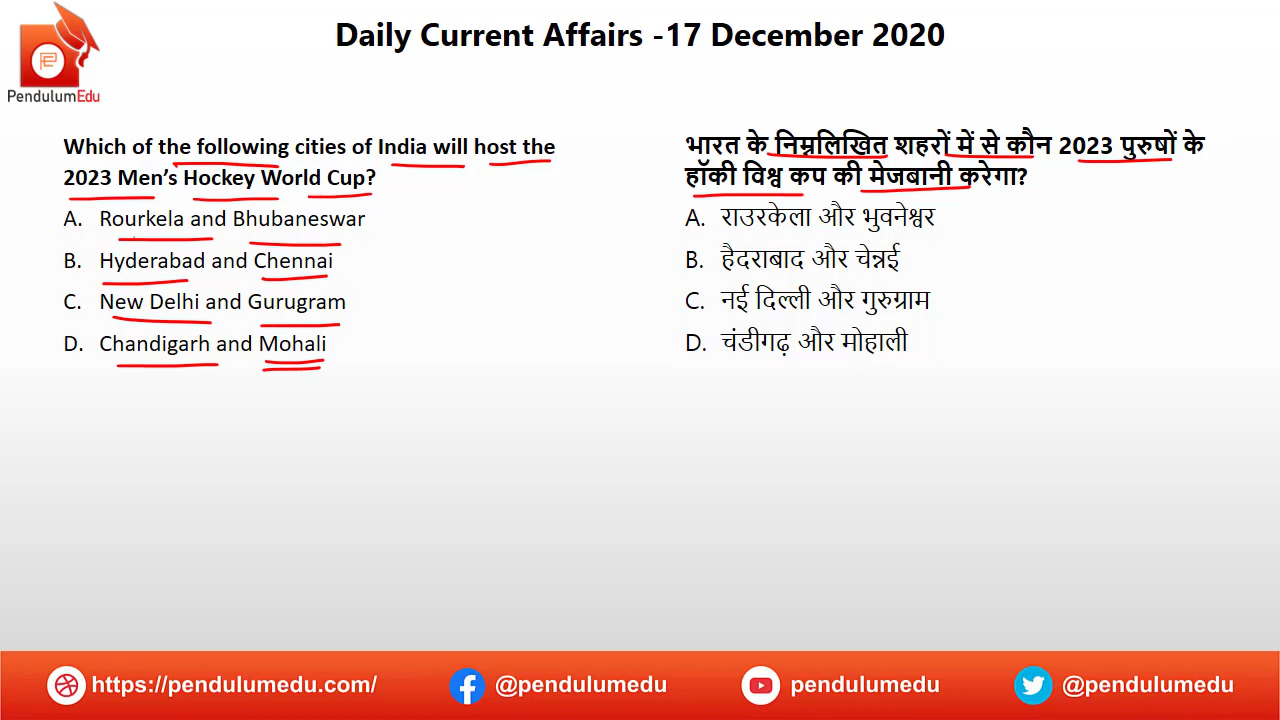 Daily Current Affairs -17 December 2020
PendulumEdu
Which of the following cities of India will host the
2023 Men's Hockey World Cup?
A. Rourkela and Bhubaneswar
B. Hyderabad and Chennai
C. New Delhi and Gurugram
D. Chandigarh and Mohali
भारत के निम्नलिखित शहरों में से कौन 2023 पुरुषों के
हॉकी विश्व कप की मेजबानी करेगा?
A. राउरकेला और भुवनेश्वर
B. हैदराबाद और चेन्नई
C. नई दिल्ली और गुरुग्राम
D. चंडीगढ़ और मोहाली
https://pendulumedu.com/ @pendulumedu pendulumedu @pendulumedu